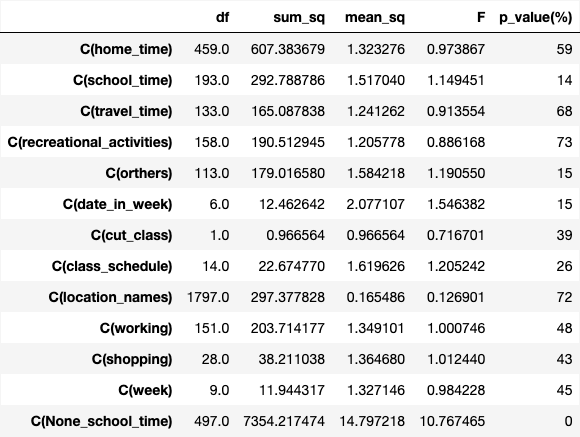 df sum_sq mean_sq F p_value(%)
C(home_time) 459.0 607.383679 1.323276 0.973867 59
C(school_time) 193.0 292.788786 1.517040 1.149451 14
C(travel_time) 133.0 165.087838 1.241262 0.913554 68
C(recreational_activities) 158.0 190.512945 1.205778 0.886168 73
C(orthers) 113.0 179.016580 1.584218 1.190550 15
C(date_in_week) 6.0 12.462642 2.077107 1.546382 15
C(cut_class) 1.0 0.966564 0.966564 0.716701 39
C(class_schedule) 14.0 22.674770 1.619626 1.205242 26
C(location_names) 1797.0 297.377828 0.165486 0.126901 72
C(working) 151.0 203.714177 1.349101 1.000746 48
C(shopping) 28.0 38.211038 1.364680 1.012440 43
C(week) 9.0 11.944317 1.327146 0.984228 45
C(None_school_time) 497.0 7354.217474 14.797218 10.767465 0